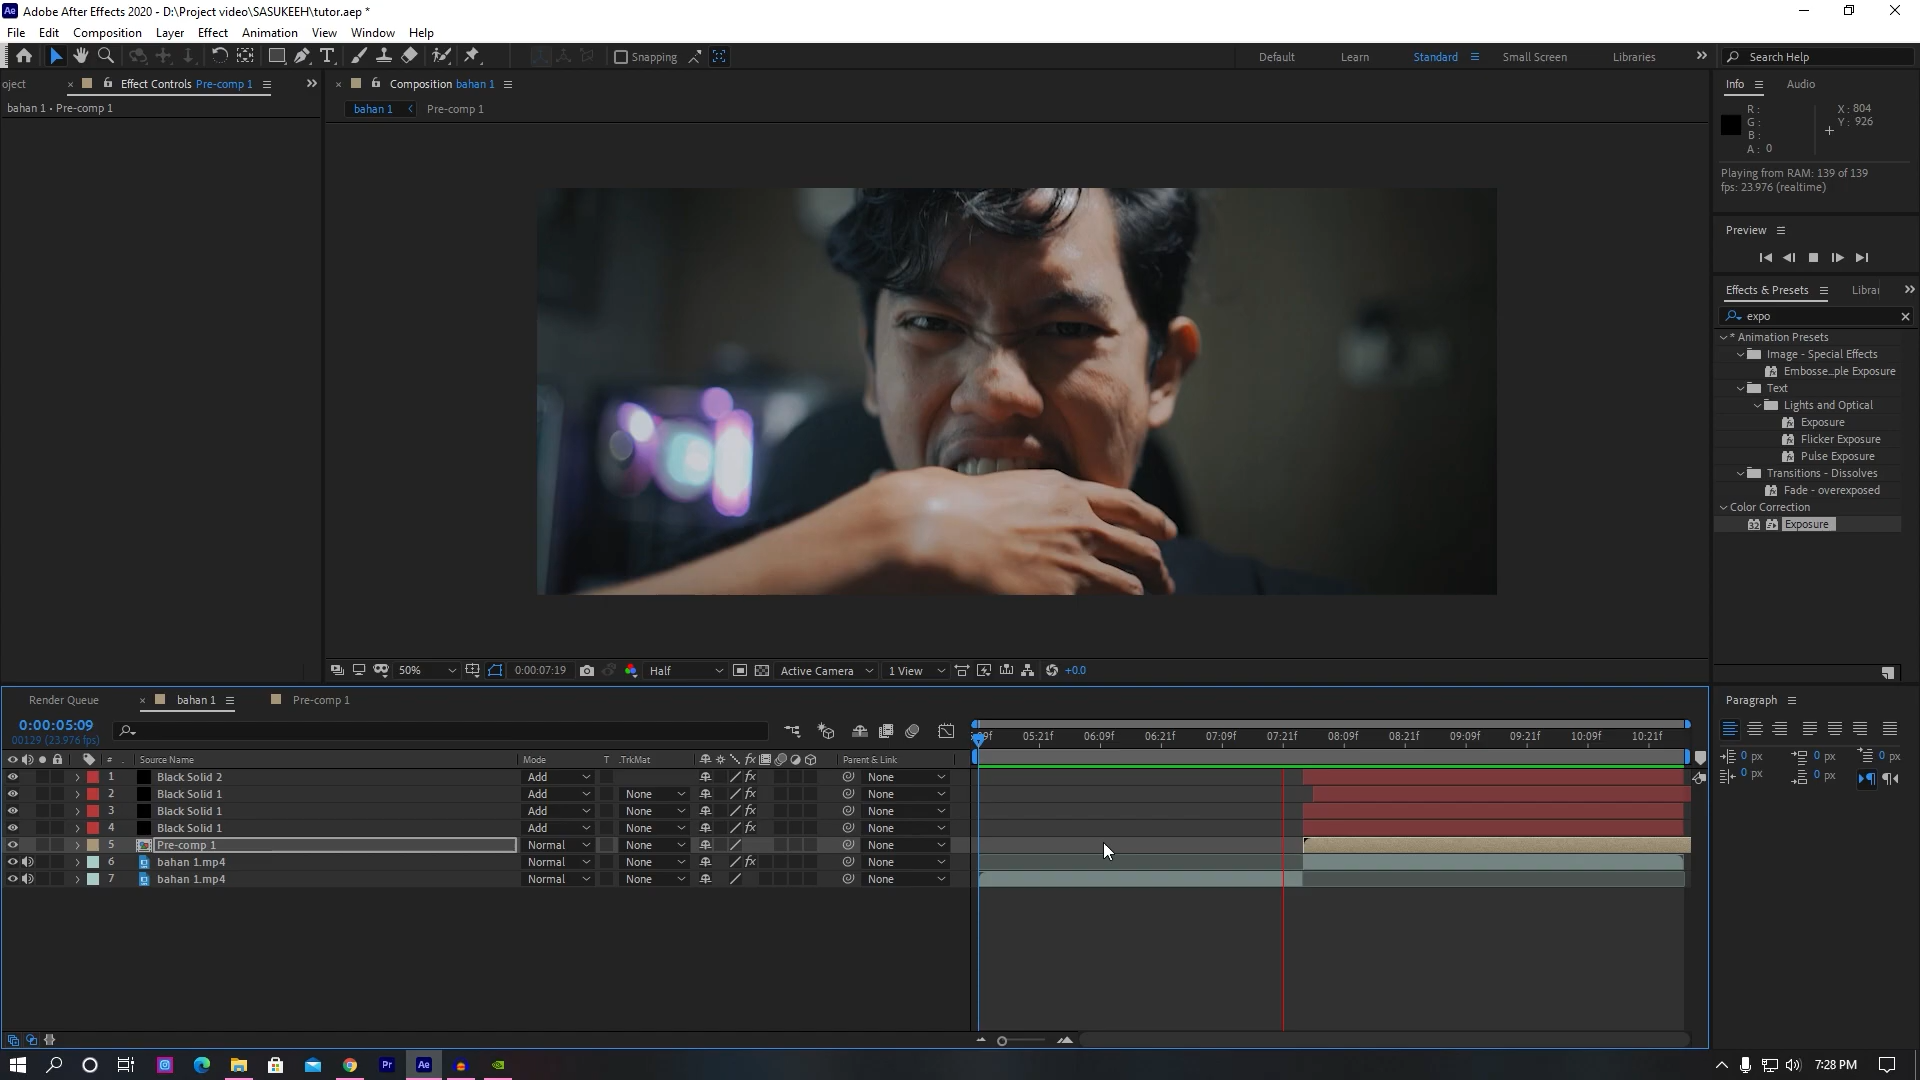 Adobe After Effects 2020 - D:\Project video\SASUKEEH\tutor.aep *
File Edit Composition Layer Effect Animation View Window Help
Snapping Default Learn Standard Small Screen Libraries Search Help
oject Effect Controls Pre-comp 1 Composition bahan 1 Info Audio
bahan 1 • Pre-comp 1 bahan 1 Pre-comp 1
R : X : 804
G : Y : 926
B :
A : 0
Playing from RAM: 139 of 139
fps: 23.976 (realtime)
Preview
Effects & Presets Librar
expo
* Animation Presets
Image - Special Effects
Embosse...ple Exposure
Text
Lights and Optical
Exposure
Flicker Exposure
Pulse Exposure
Transitions - Dissolves
Fade - overexposed
Color Correction
Exposure
50% 0:00:07:19 Half Active Camera 1 View +0.0
Render Queue bahan 1 Pre-comp 1 Paragraph
0:00:05:09
00129 (23.976 fps)
:09f 05:21f 06:09f 06:21f 07:09f 07:21f 08:09f 08:21f 09:09f 09:21f 10:09f 10:21f
# Source Name Mode T .TrkMat Parent & Link
1 Black Solid 2 Add None
2 Black Solid 1 Add None None
3 Black Solid 1 Add None None
4 Black Solid 1 Add None None
5 Pre-comp 1 Normal None None
6 bahan 1.mp4 Normal None None
7 bahan 1.mp4 Normal None None
0 px 0 px 0 px
0 px 0 px
7:28 PM